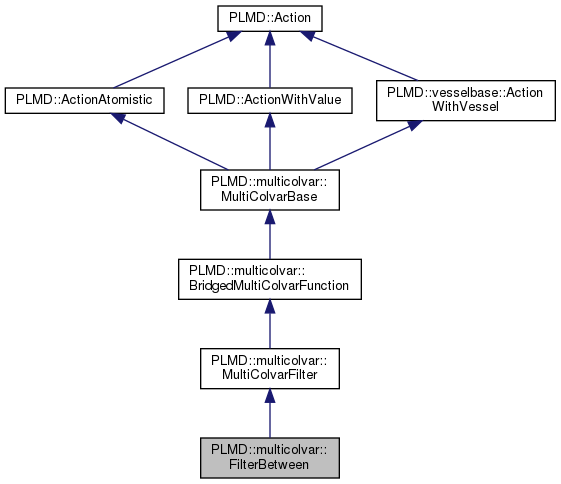 PLMD::Action
PLMD::ActionAtomistic
PLMD::ActionWithValue
PLMD::vesselbase::Action
WithVessel
PLMD::multicolvar::
MultiColvarBase
PLMD::multicolvar::
BridgedMultiColvarFunction
PLMD::multicolvar::
MultiColvarFilter
PLMD::multicolvar::
FilterBetween